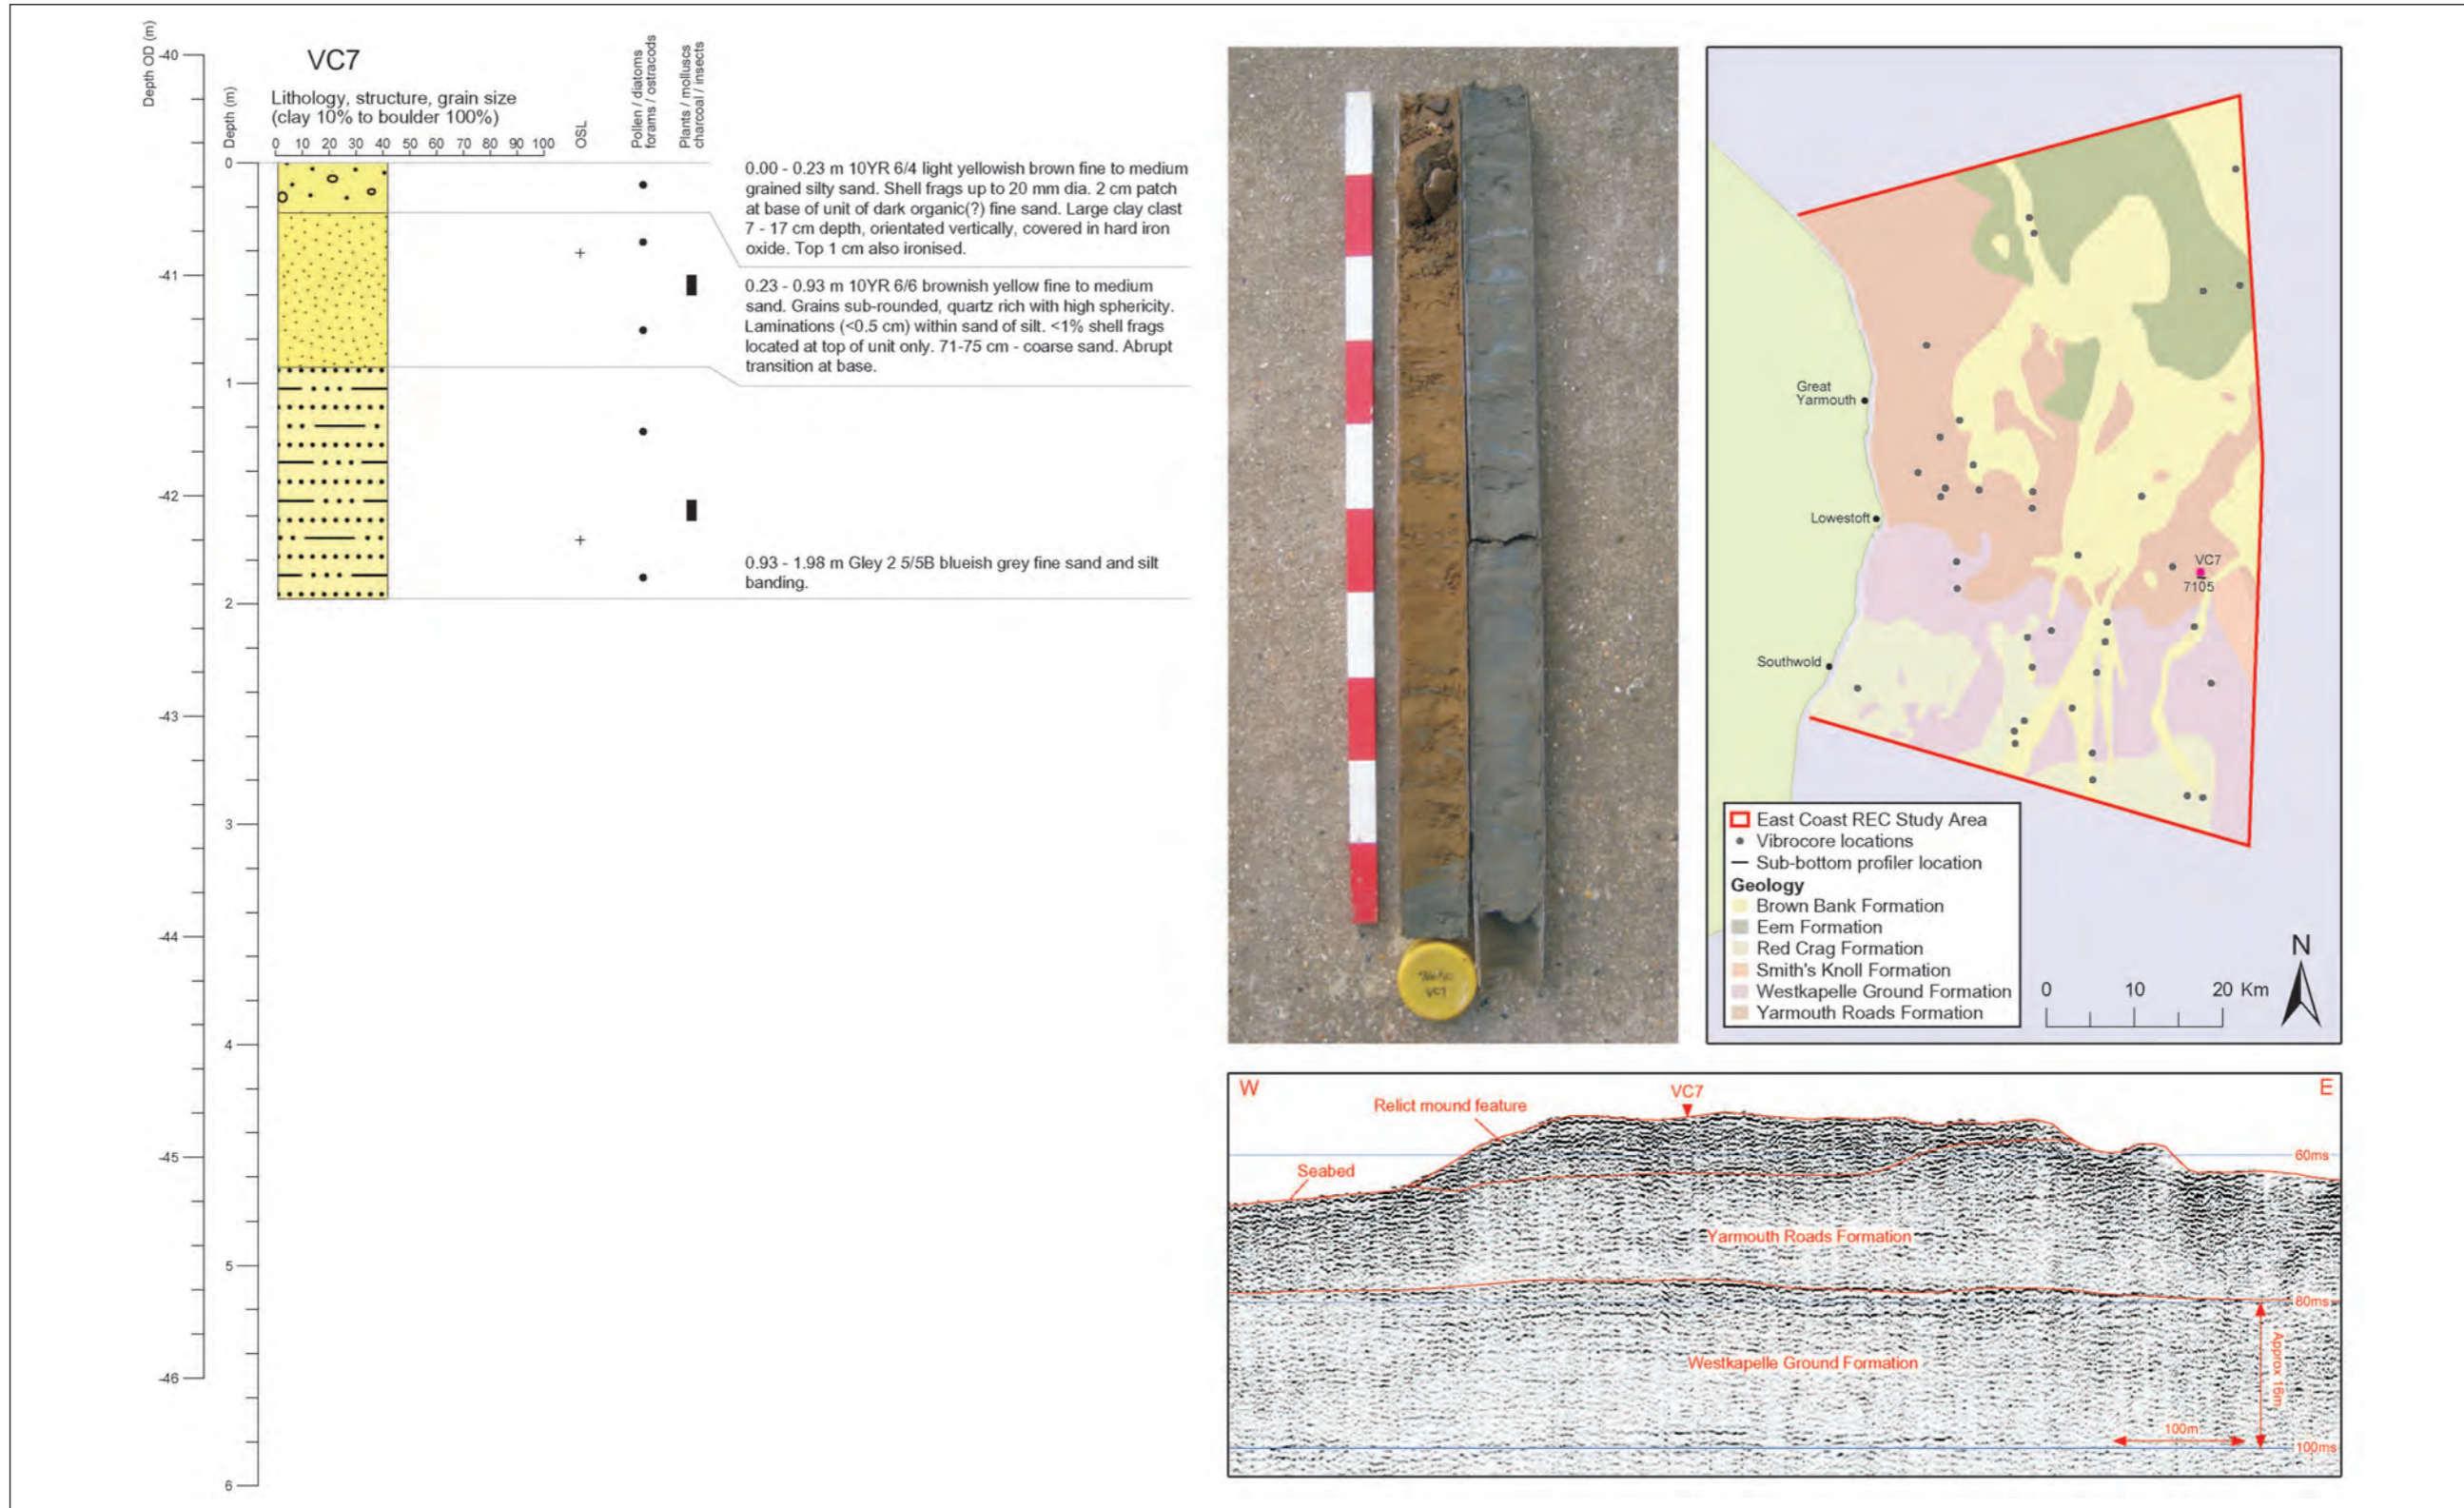 Depth OD (m)
-40
-41
-42
-43
-44
-45
-46
VC7
Lithology, structure, grain size
(clay 10% to boulder 100%)
Depth (m)
0 10 20 30 40 50 60 70 80 90 100
OSL
Pollen / diatoms
forams / ostracods
Plants / molluscs
charcoal / insects
0
1
2
3
4
5
6
0.00 - 0.23 m 10YR 6/4 light yellowish brown fine to medium
grained silty sand. Shell frags up to 20 mm dia. 2 cm patch
at base of unit of dark organic(?) fine sand. Large clay clast
7 - 17 cm depth, orientated vertically, covered in hard iron
oxide. Top 1 cm also ironised.
0.23 - 0.93 m 10YR 6/6 brownish yellow fine to medium
sand. Grains sub-rounded, quartz rich with high sphericity.
Laminations (<0.5 cm) within sand of silt. <1% shell frags
located at top of unit only. 71-75 cm - coarse sand. Abrupt
transition at base.
0.93 - 1.98 m Gley 2 5/5B blueish grey fine sand and silt
banding.
VC7
Great
Yarmouth
Lowestoft
VC7
7105
Southwold
East Coast REC Study Area
Vibrocore locations
Sub-bottom profiler location
Geology
Brown Bank Formation
Eem Formation
Red Crag Formation
Smith's Knoll Formation
Westkapelle Ground Formation
Yarmouth Roads Formation
0 10 20 Km
N
W
E
VC7
Relict mound feature
Seabed
60ms
Yarmouth Roads Formation
80ms
Westkapelle Ground Formation
Approx 16m
100m
100ms